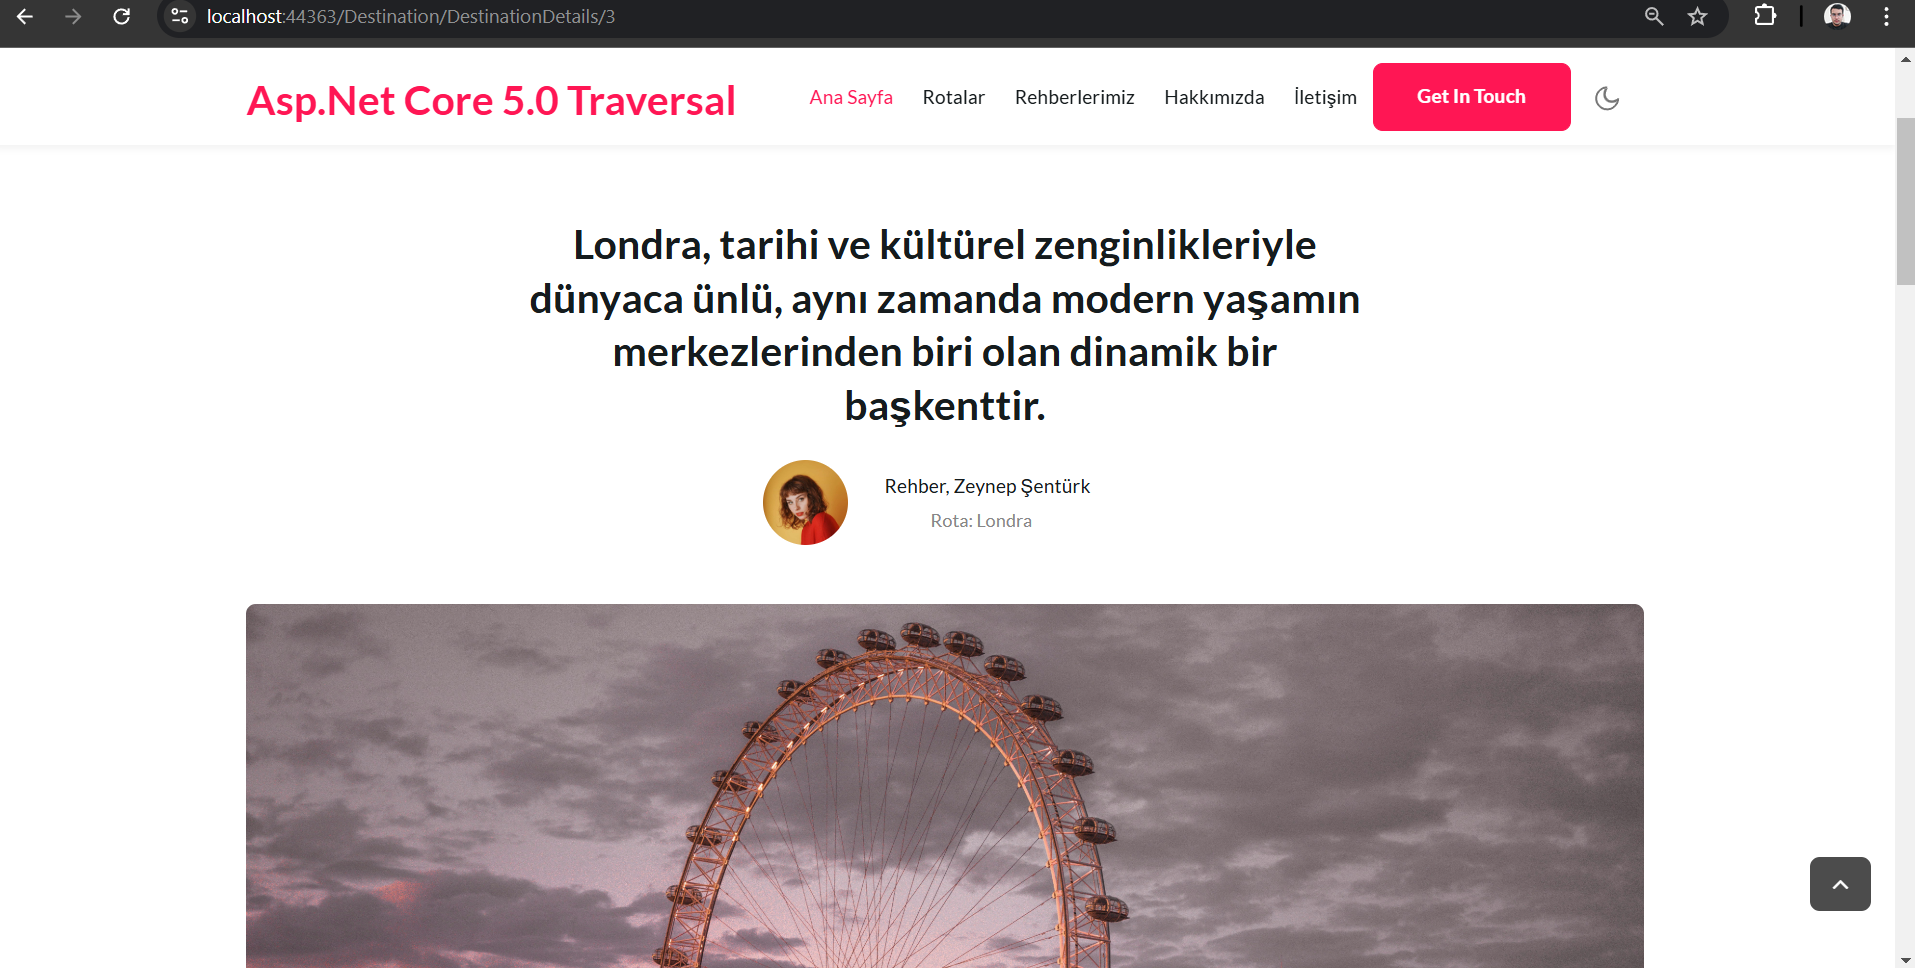 localhost:44363/Destination/DestinationDetails/3
Asp.Net Core 5.0 Traversal
Ana Sayfa Rotalar Rehberlerimiz Hakkımızda İletişim Get In Touch
Londra, tarihi ve kültürel zenginlikleriyle
dünyaca ünlü, aynı zamanda modern yaşamın
merkezlerinden biri olan dinamik bir
başkenttir.
Rehber, Zeynep Şentürk
Rota: Londra